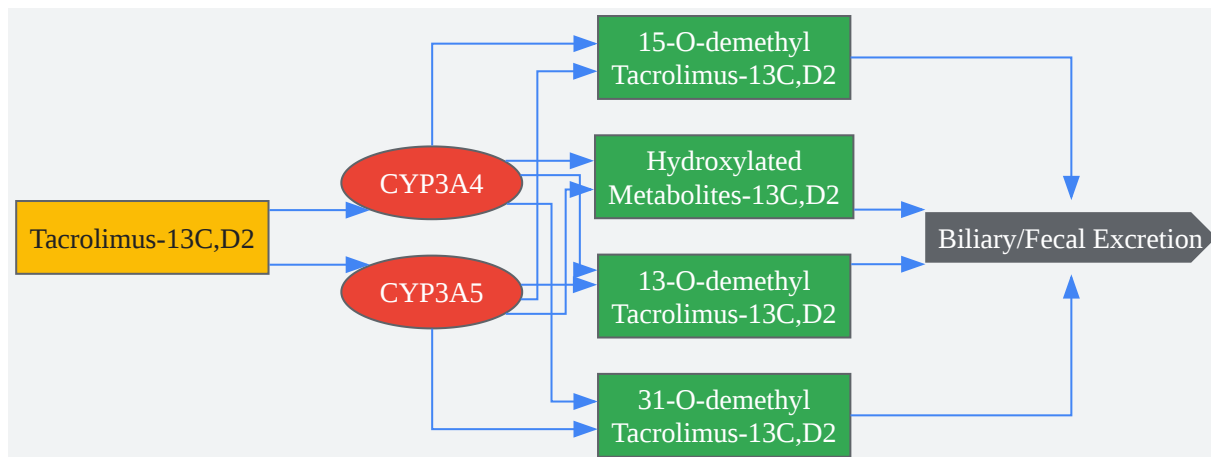 Tacrolimus-13C,D2
CYP3A4
CYP3A5
15-O-demethyl
Tacrolimus-13C,D2
Hydroxylated
Metabolites-13C,D2
13-O-demethyl
Tacrolimus-13C,D2
31-O-demethyl
Tacrolimus-13C,D2
Biliary/Fecal Excretion